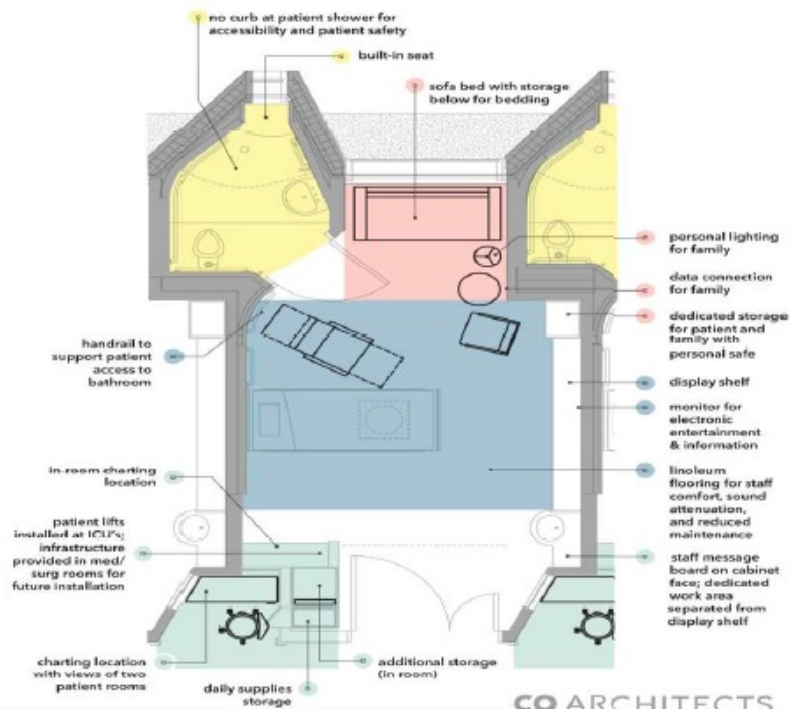 no curb at patient shower for
accessibility and patient safety
built-in seat
sofa bed with storage
below for bedding
personal lighting
for family
data connection
for family
dedicated storage
for patient and
family with
personal safe
handrail to
support patient
access to
bathroom
display shelf
monitor for
electronic
entertainment
& information
in-room charting
location
linoleum
flooring for staff
comfort, sound
attenuation,
and reduced
maintenance
patient lifts
installed at ICU's;
infrastructure
provided in med/
surg rooms for
future installation
staff message
board on cabinet
face; dedicated
work area
separated from
display shelf
charting location
with views of two
patient rooms
daily supplies
storage
additional storage
(in room)
CO ARCHITECTS